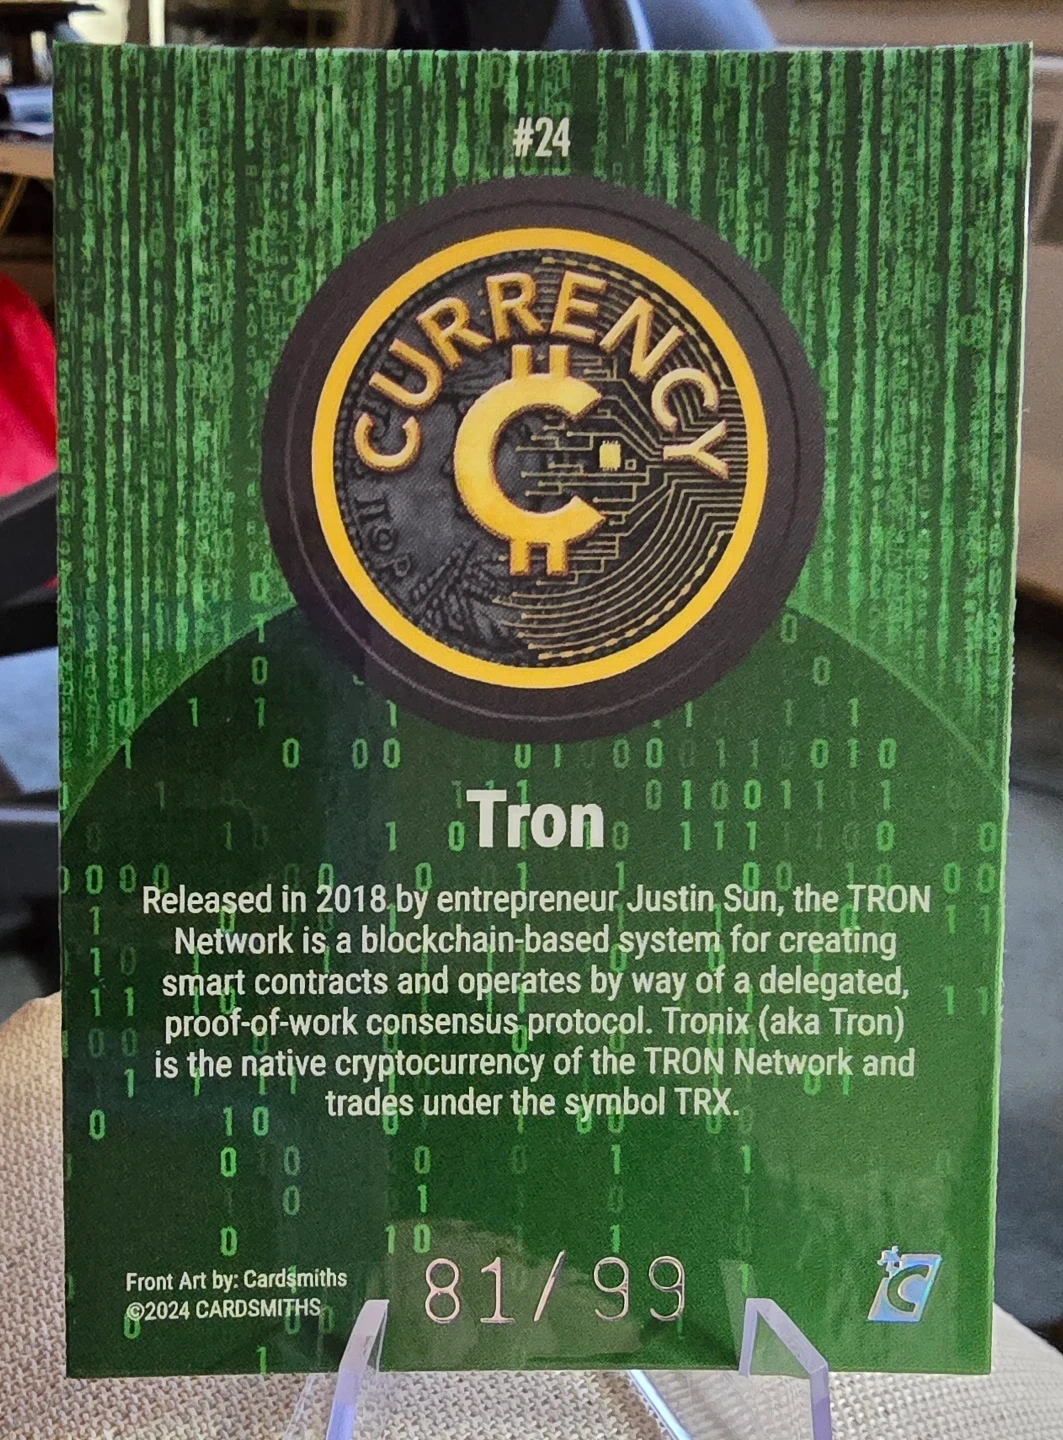 #24
CURRENCY
Tron
Released in 2018 by entrepreneur Justin Sun, the TRON
Network is a blockchain-based system for creating
smart contracts and operates by way of a delegated,
proof-of-work consensus protocol. Tronix (aka Tron)
is the native cryptocurrency of the TRON Network and
trades under the symbol TRX.
Front Art by: Cardsmiths
©2024 CARDSMITHS
81/99
C